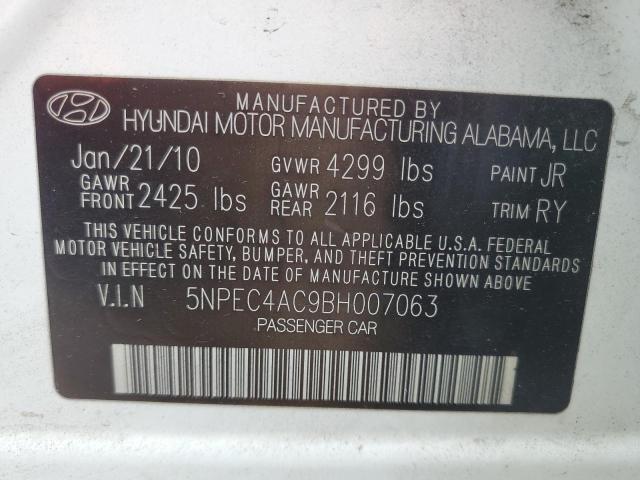 MANUFACTURED BY
HYUNDAI MOTOR MANUFACTURING ALABAMA, LLC
Jan/21/10 GVWR 4299 lbs PAINT JR
GAWR FRONT 2425 lbs GAWR REAR 2116 lbs TRIM RY
THIS VEHICLE CONFORMS TO ALL APPLICABLE U.S.A. FEDERAL
MOTOR VEHICLE SAFETY, BUMPER, AND THEFT PREVENTION STANDARDS
IN EFFECT ON THE DATE OF MANUFACTURE SHOWN ABOVE.
V.I.N 5NPEC4AC9BH007063
PASSENGER CAR